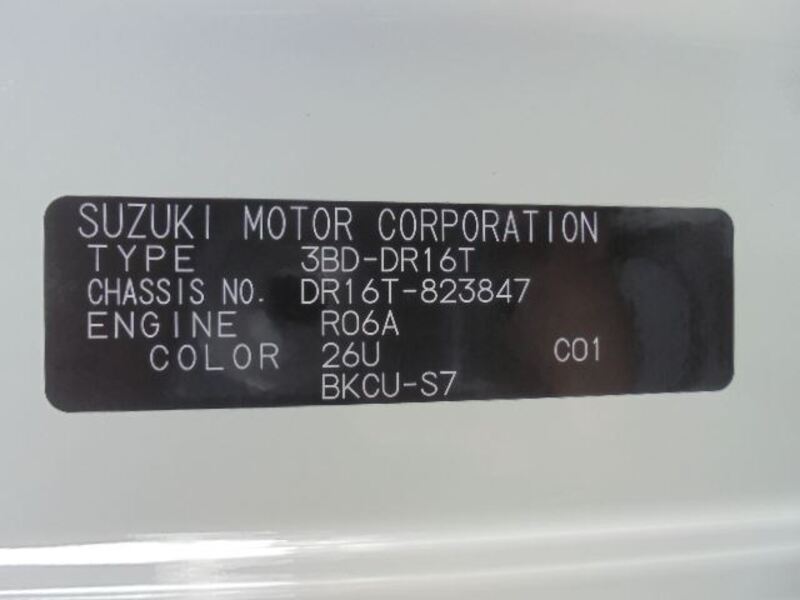 SUZUKI MOTOR CORPORATION
TYPE 3BD-DR16T
CHASSIS NO. DR16T-823847
ENGINE R06A
COLOR 26U C01
BKCU-S7